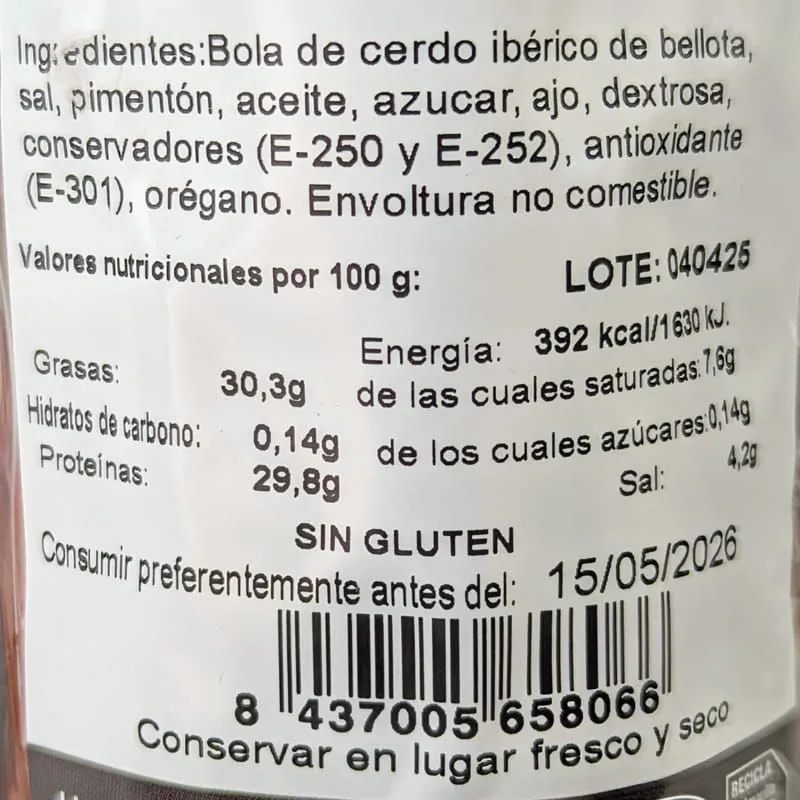 Ingredientes:Bola de cerdo ibérico de bellota,
sal, pimentón, aceite, azucar, ajo, dextrosa,
conservadores (E-250 y E-252), antioxidante
(E-301), orégano. Envoltura no comestible.
Valores nutricionales por 100 g:
LOTE: 040425
Energía: 392 kcal/1630 kJ.
Grasas: 30,3g de las cuales saturadas:7,6g
Hidratos de carbono: 0,14g de los cuales azúcares:0,14g
Proteínas: 29,8g Sal: 4,2g
SIN GLUTEN
Consumir preferentemente antes del: 15/05/2026
8 437005 658066
Conservar en lugar fresco y seco
RECICLA